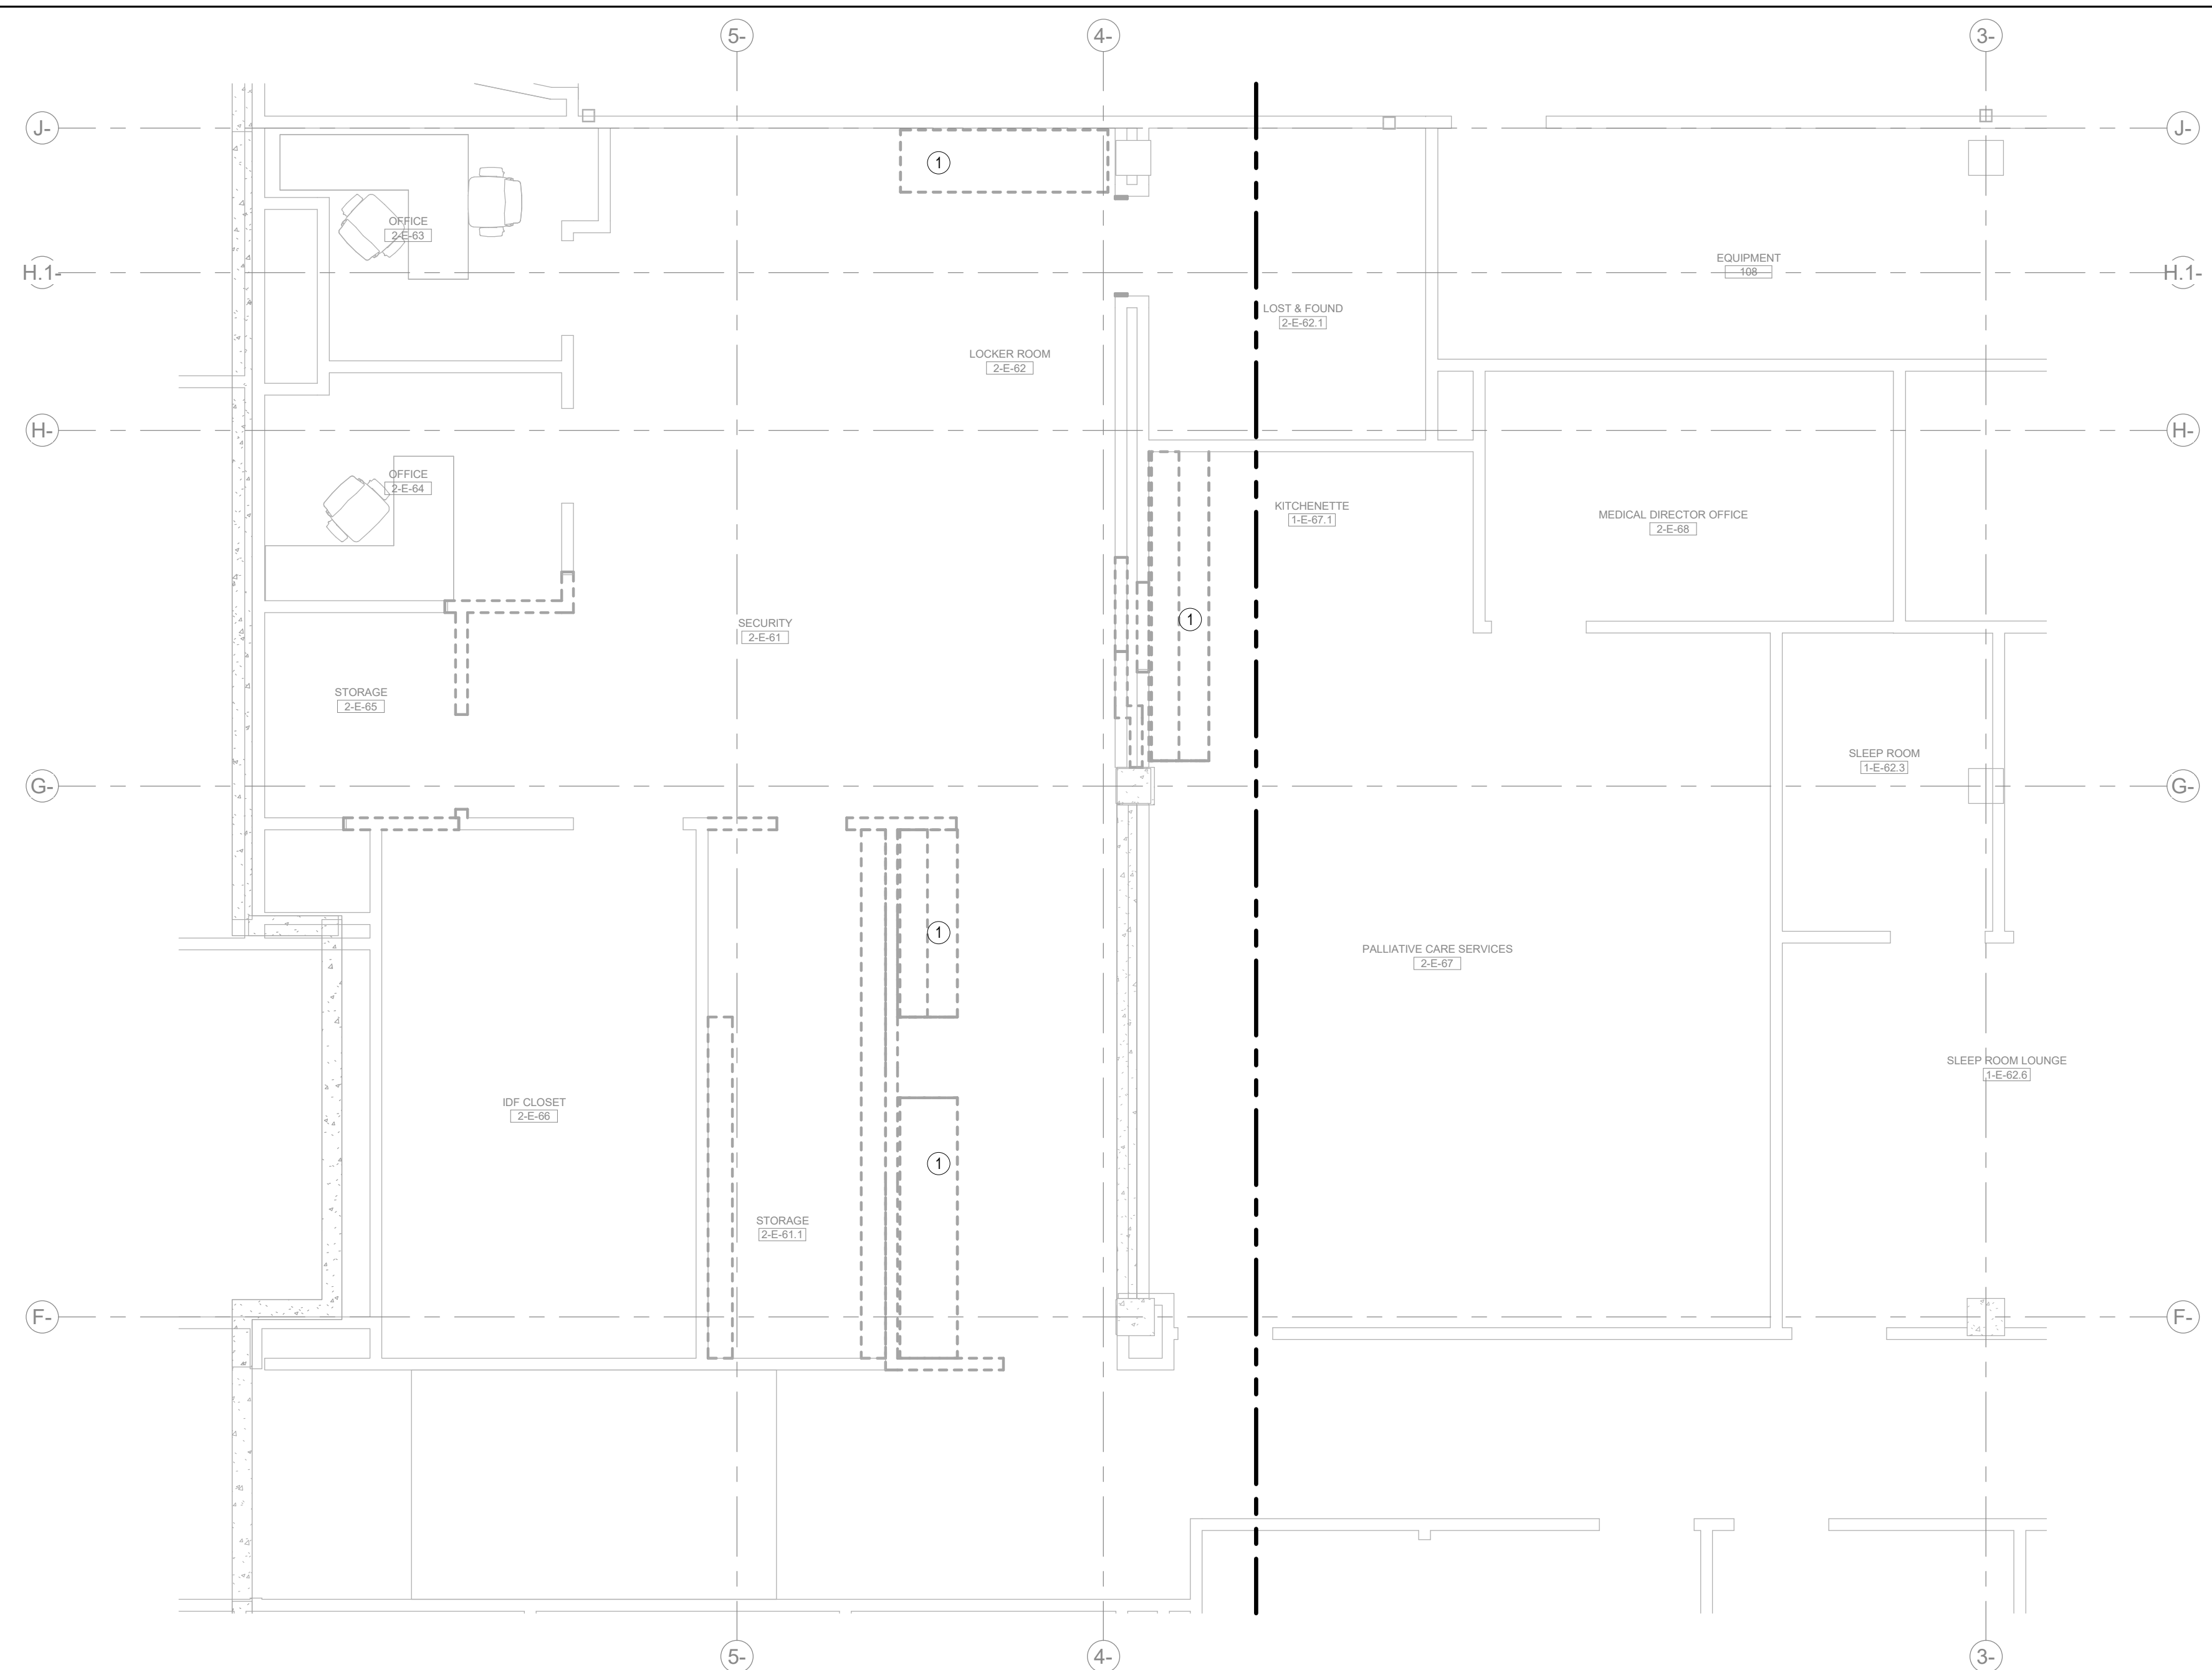 5-
4-
3-
J-
J-
1
OFFICE
2-E-63
H.1-
EQUIPMENT
108
H.1-
LOST & FOUND
2-E-62.1
LOCKER ROOM
2-E-62
H-
H-
OFFICE
2-E-64
KITCHENETTE
1-E-67.1
MEDICAL DIRECTOR OFFICE
2-E-68
1
SECURITY
2-E-61
STORAGE
2-E-65
SLEEP ROOM
1-E-62.3
G-
G-
1
PALLIATIVE CARE SERVICES
2-E-67
SLEEP ROOM LOUNGE
1-E-62.6
IDF CLOSET
2-E-66
1
STORAGE
2-E-61.1
F-
F-
5-
4-
3-